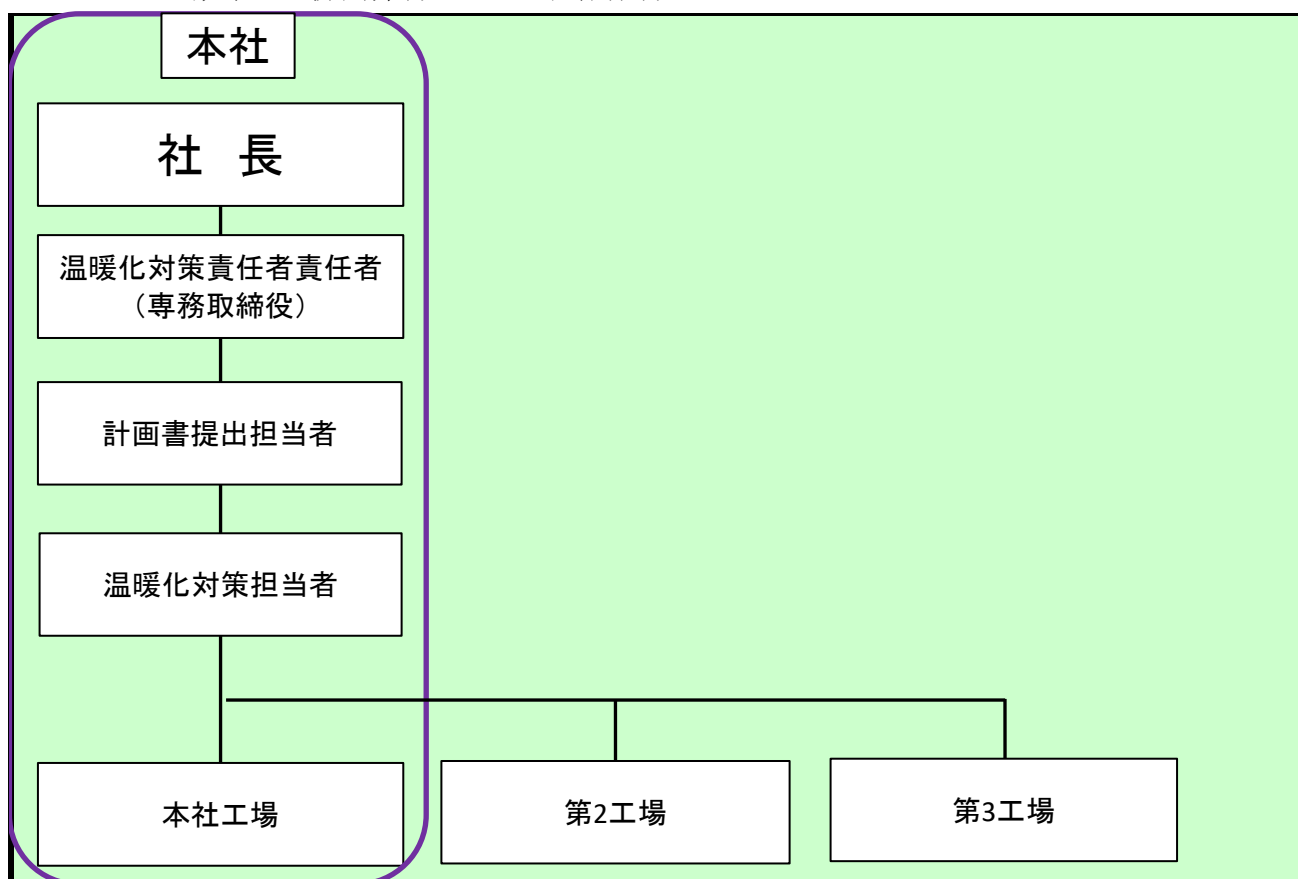 本社
社 長
温暖化対策責任者責任者
（専務取締役）
計画書提出担当者
温暖化対策担当者
本社工場
第2工場
第3工場